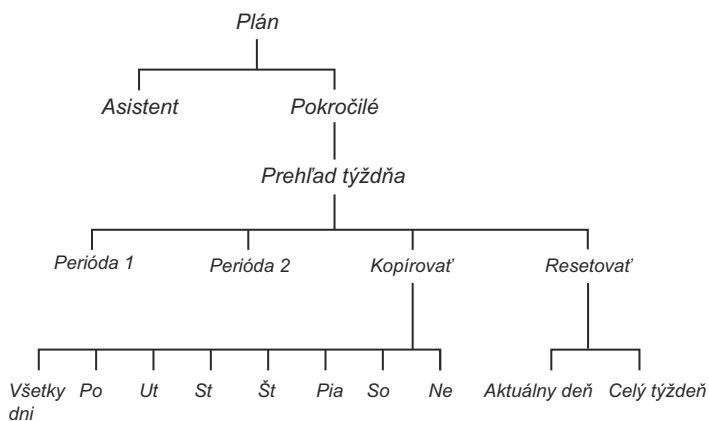 Plán
Asistent Pokročilé
Prehľad týždňa
Perióda 1 Perióda 2 Kopírovať Resetovať
Všetky Po Ut St Št Pia So Ne Aktuálny deň Celý týždeň
dni